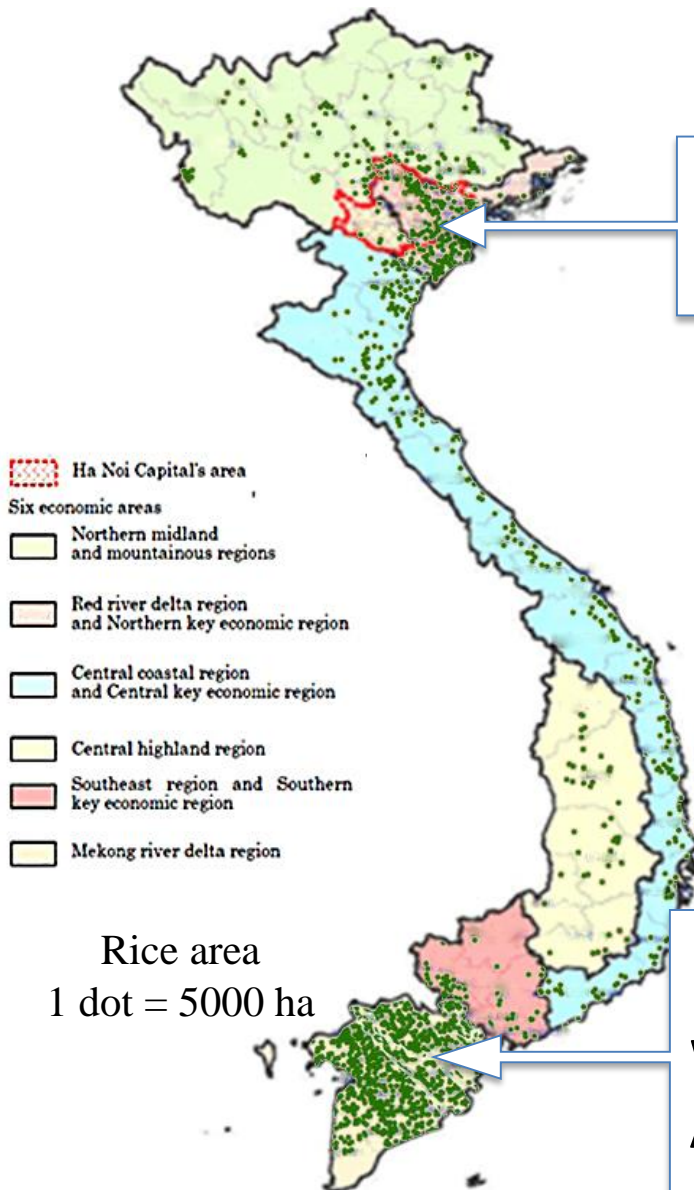 Ha Noi Capital's area
Six economic areas
Northern midland
and mountainous regions
Red river delta region
and Northern key economic region
Central coastal region
and Central key economic region
Central highland region
Southeast region and Southern
key economic region
Mekong river delta region
Rice area
1 dot = 5000 ha